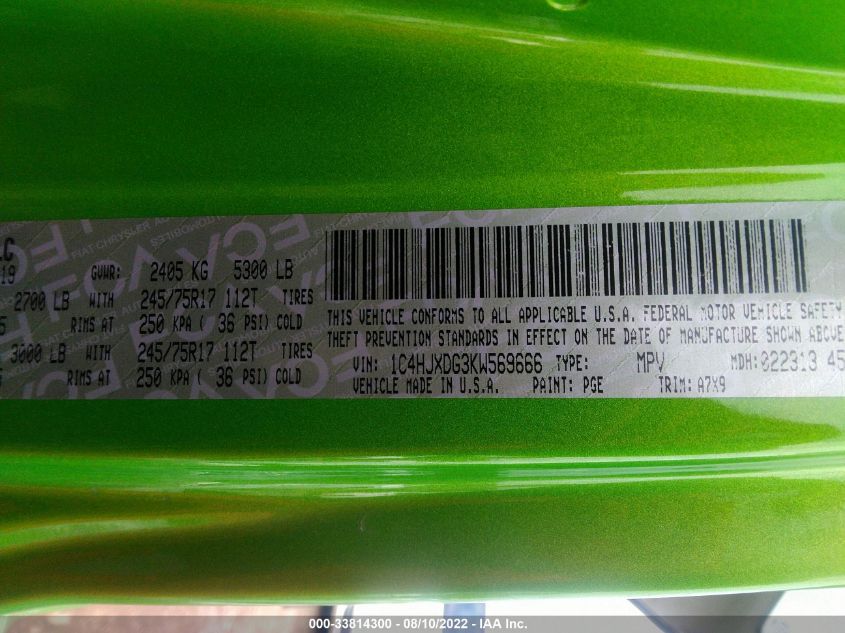 LC
19 GVWR: 2405 KG 5300 LB
2700 LB WITH 245/75R17 112T TIRES
5 RIMS AT 250 KPA ( 36 PSI) COLD
3000 LB WITH 245/75R17 112T TIRES
RIMS AT 250 KPA ( 36 PSI) COLD
THIS VEHICLE CONFORMS TO ALL APPLICABLE U.S.A. FEDERAL MOTOR VEHICLE SAFETY
THEFT PREVENTION STANDARDS IN EFFECT ON THE DATE OF MANUFACTURE SHOWN ABOVE
VIN: 1C4HJXDG3KW569666 TYPE: MPV MDH:022313 45
VEHICLE MADE IN U.S.A. PAINT: PGE TRIM: A7X9
000-33814300 - 08/10/2022 - IAA Inc.